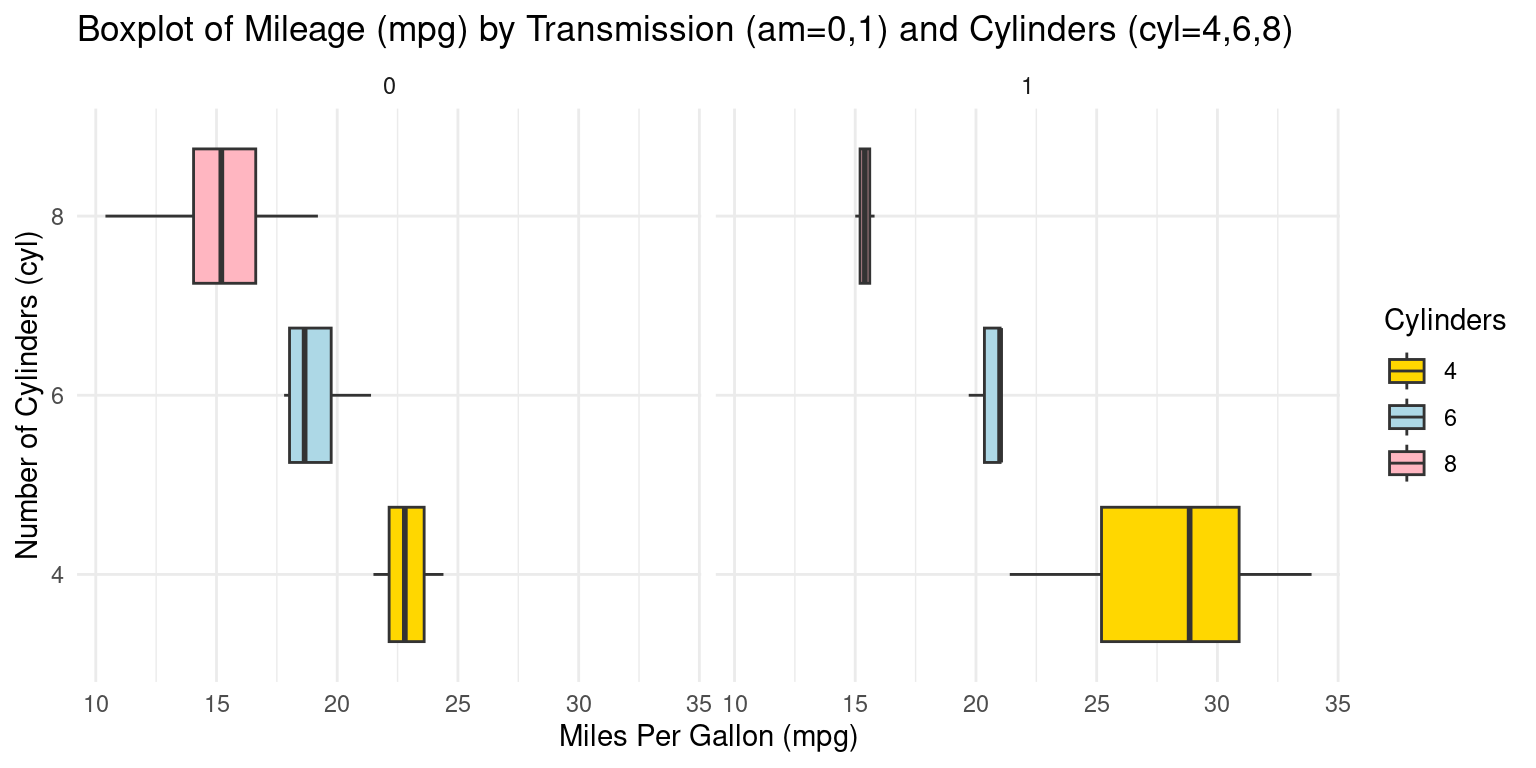 Boxplot of Mileage (mpg) by Transmission (am=0,1) and Cylinders (cyl=4,6,8)
0
1
8
6
4
Number of Cylinders (cyl)
10 15 20 25 30 35 10 15 20 25 30 35
Miles Per Gallon (mpg)
Cylinders
4
6
8